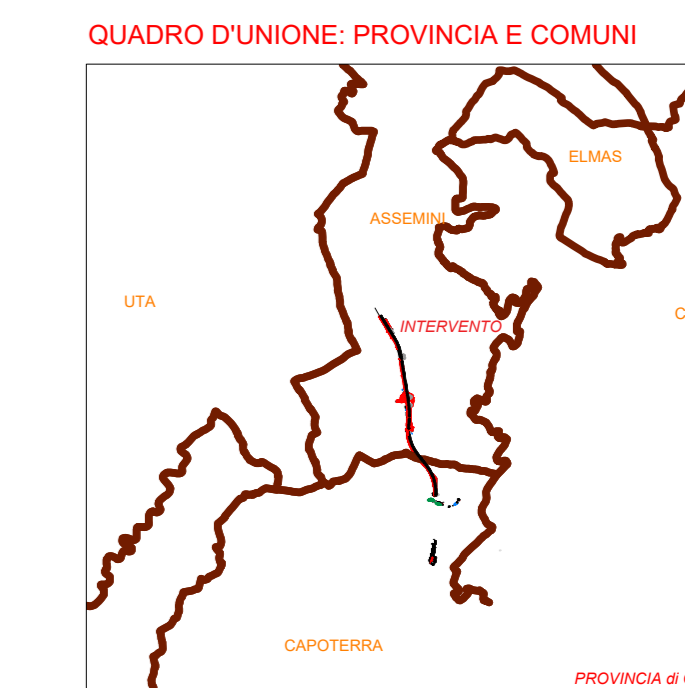 QUADRO D'UNIONE: PROVINCIA E COMUNI
ELMAS
ASSEMINI
UTA
INTERVENTO
CAPOTERRA
PROVINCIA di